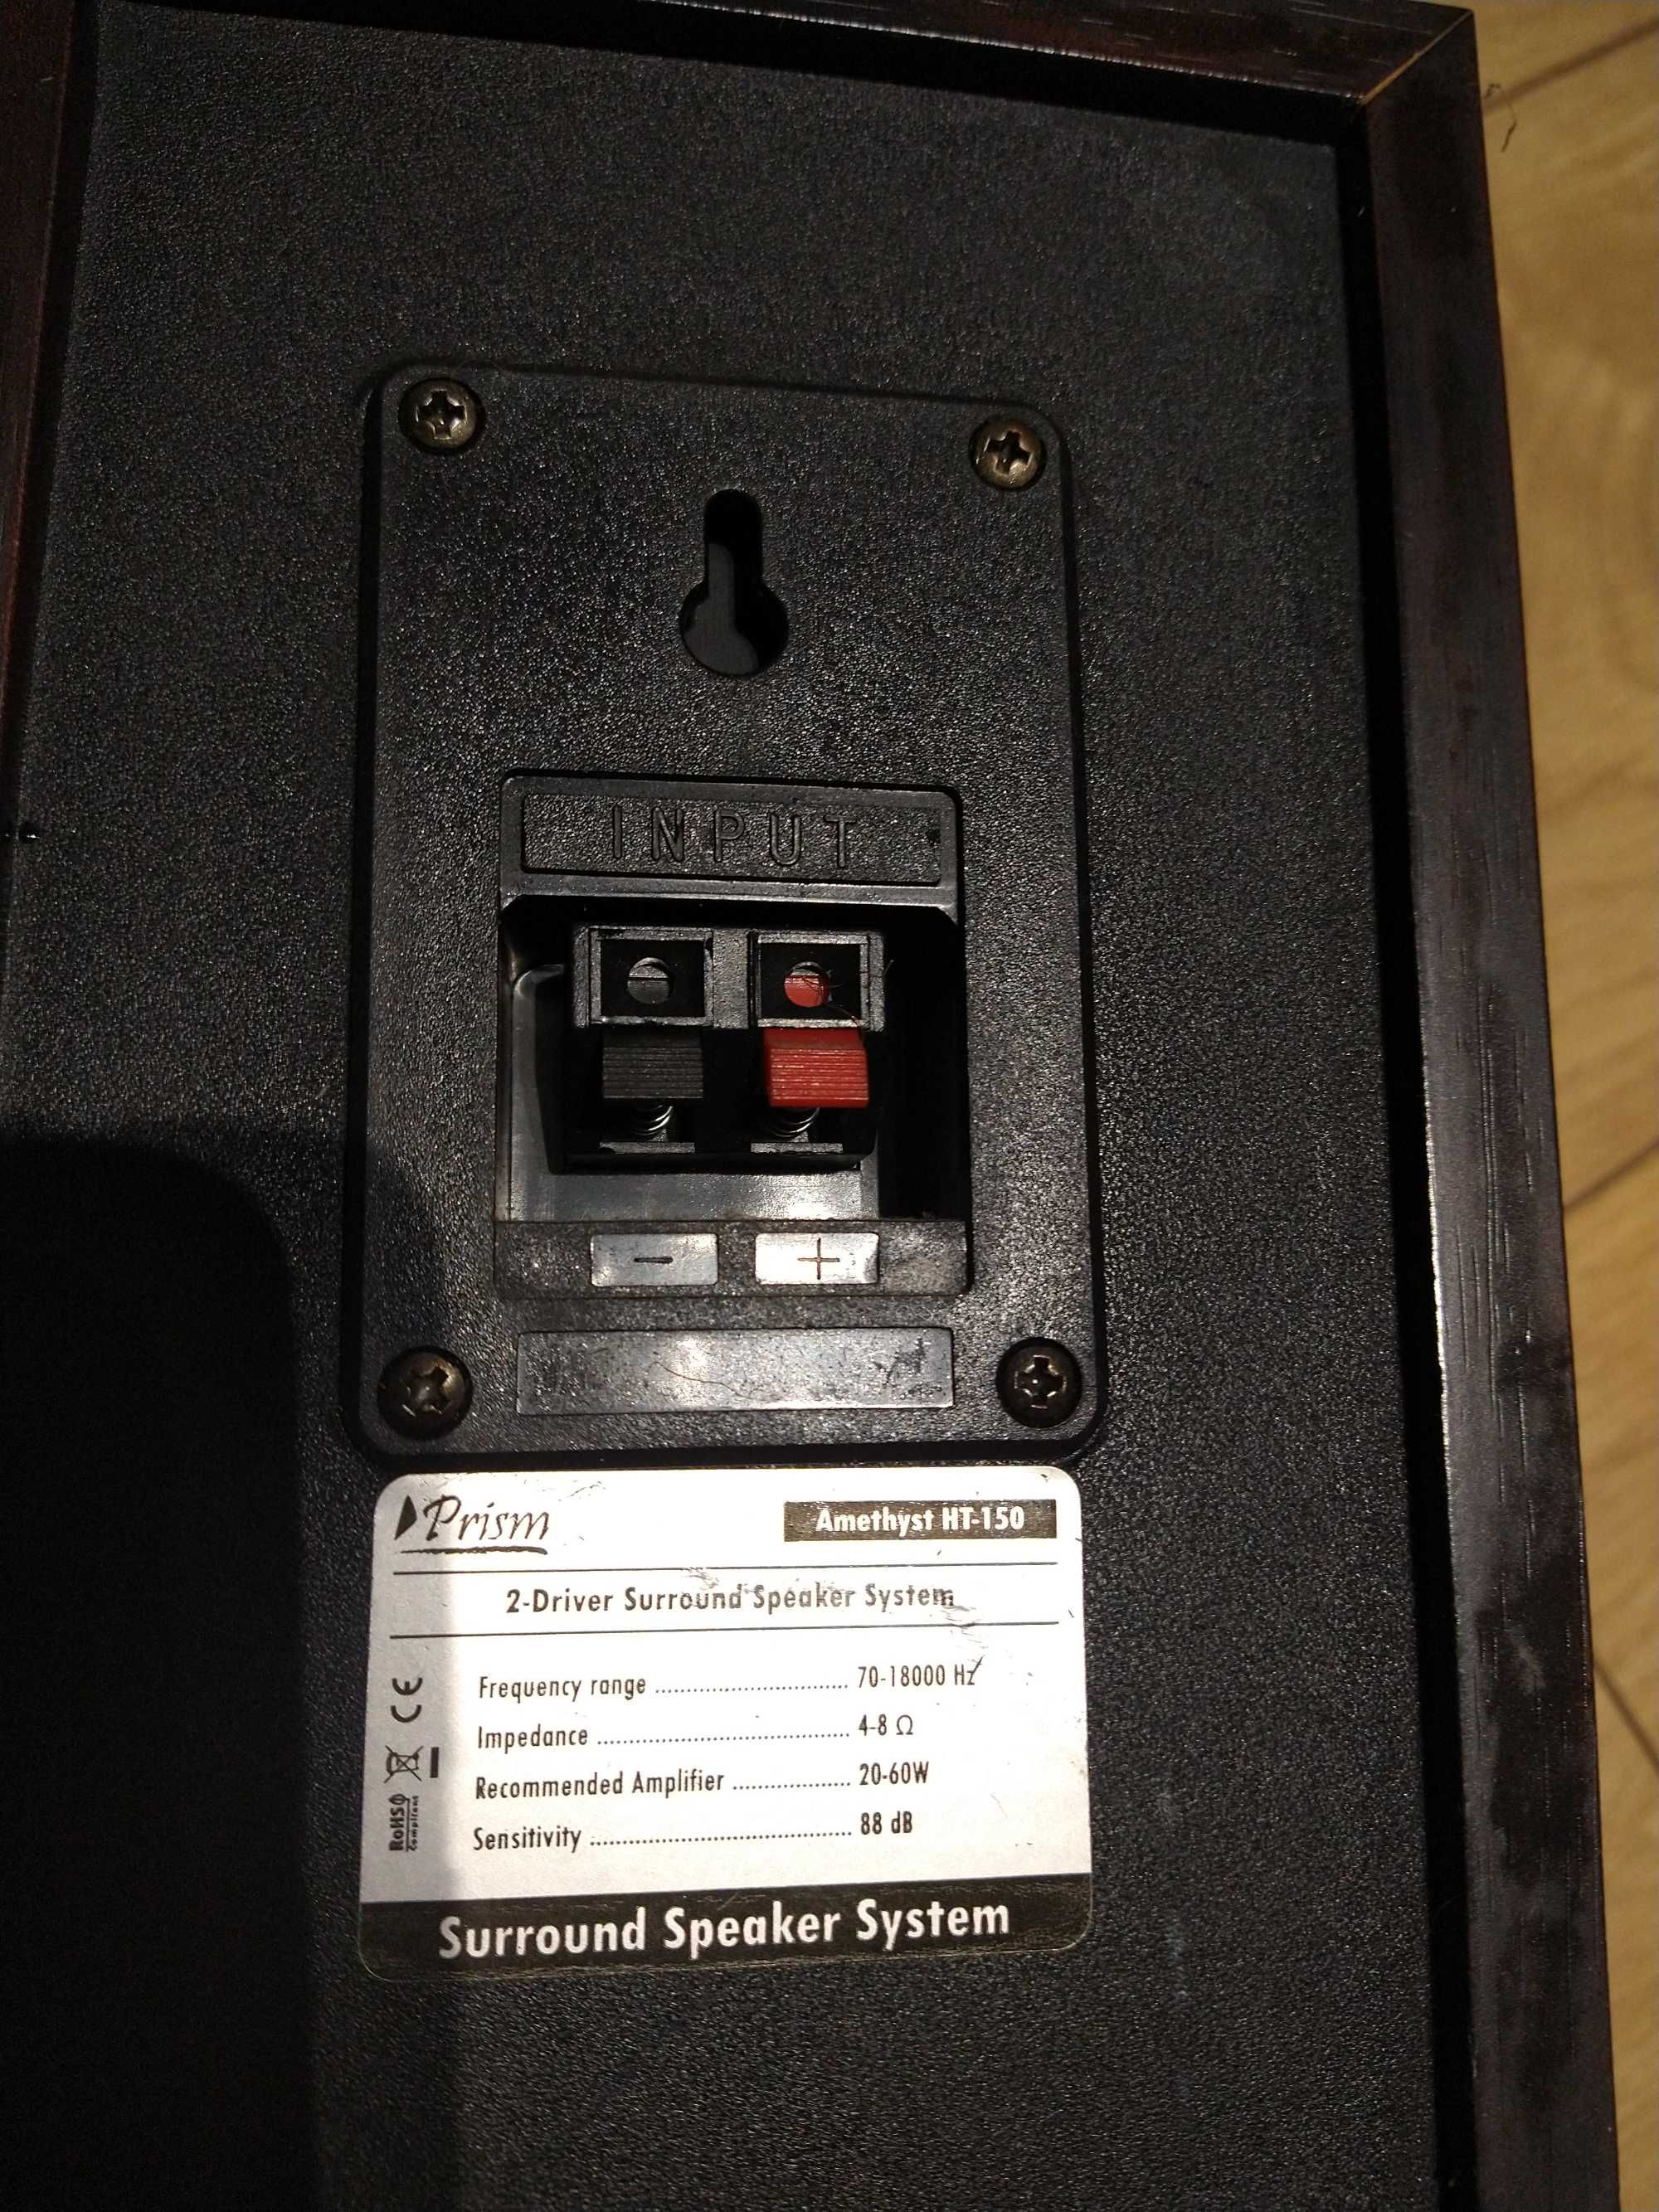 INPUT
- +
Prism
Amethyst HT-150
2-Driver Surround Speaker System
Frequency range ........................... 70-18000 Hz
Impedance ................................... 4-8 Ω
Recommended Amplifier ................. 20-60W
Sensitivity ..................................... 88 dB
CE
RoHS
Compliant
Surround Speaker System